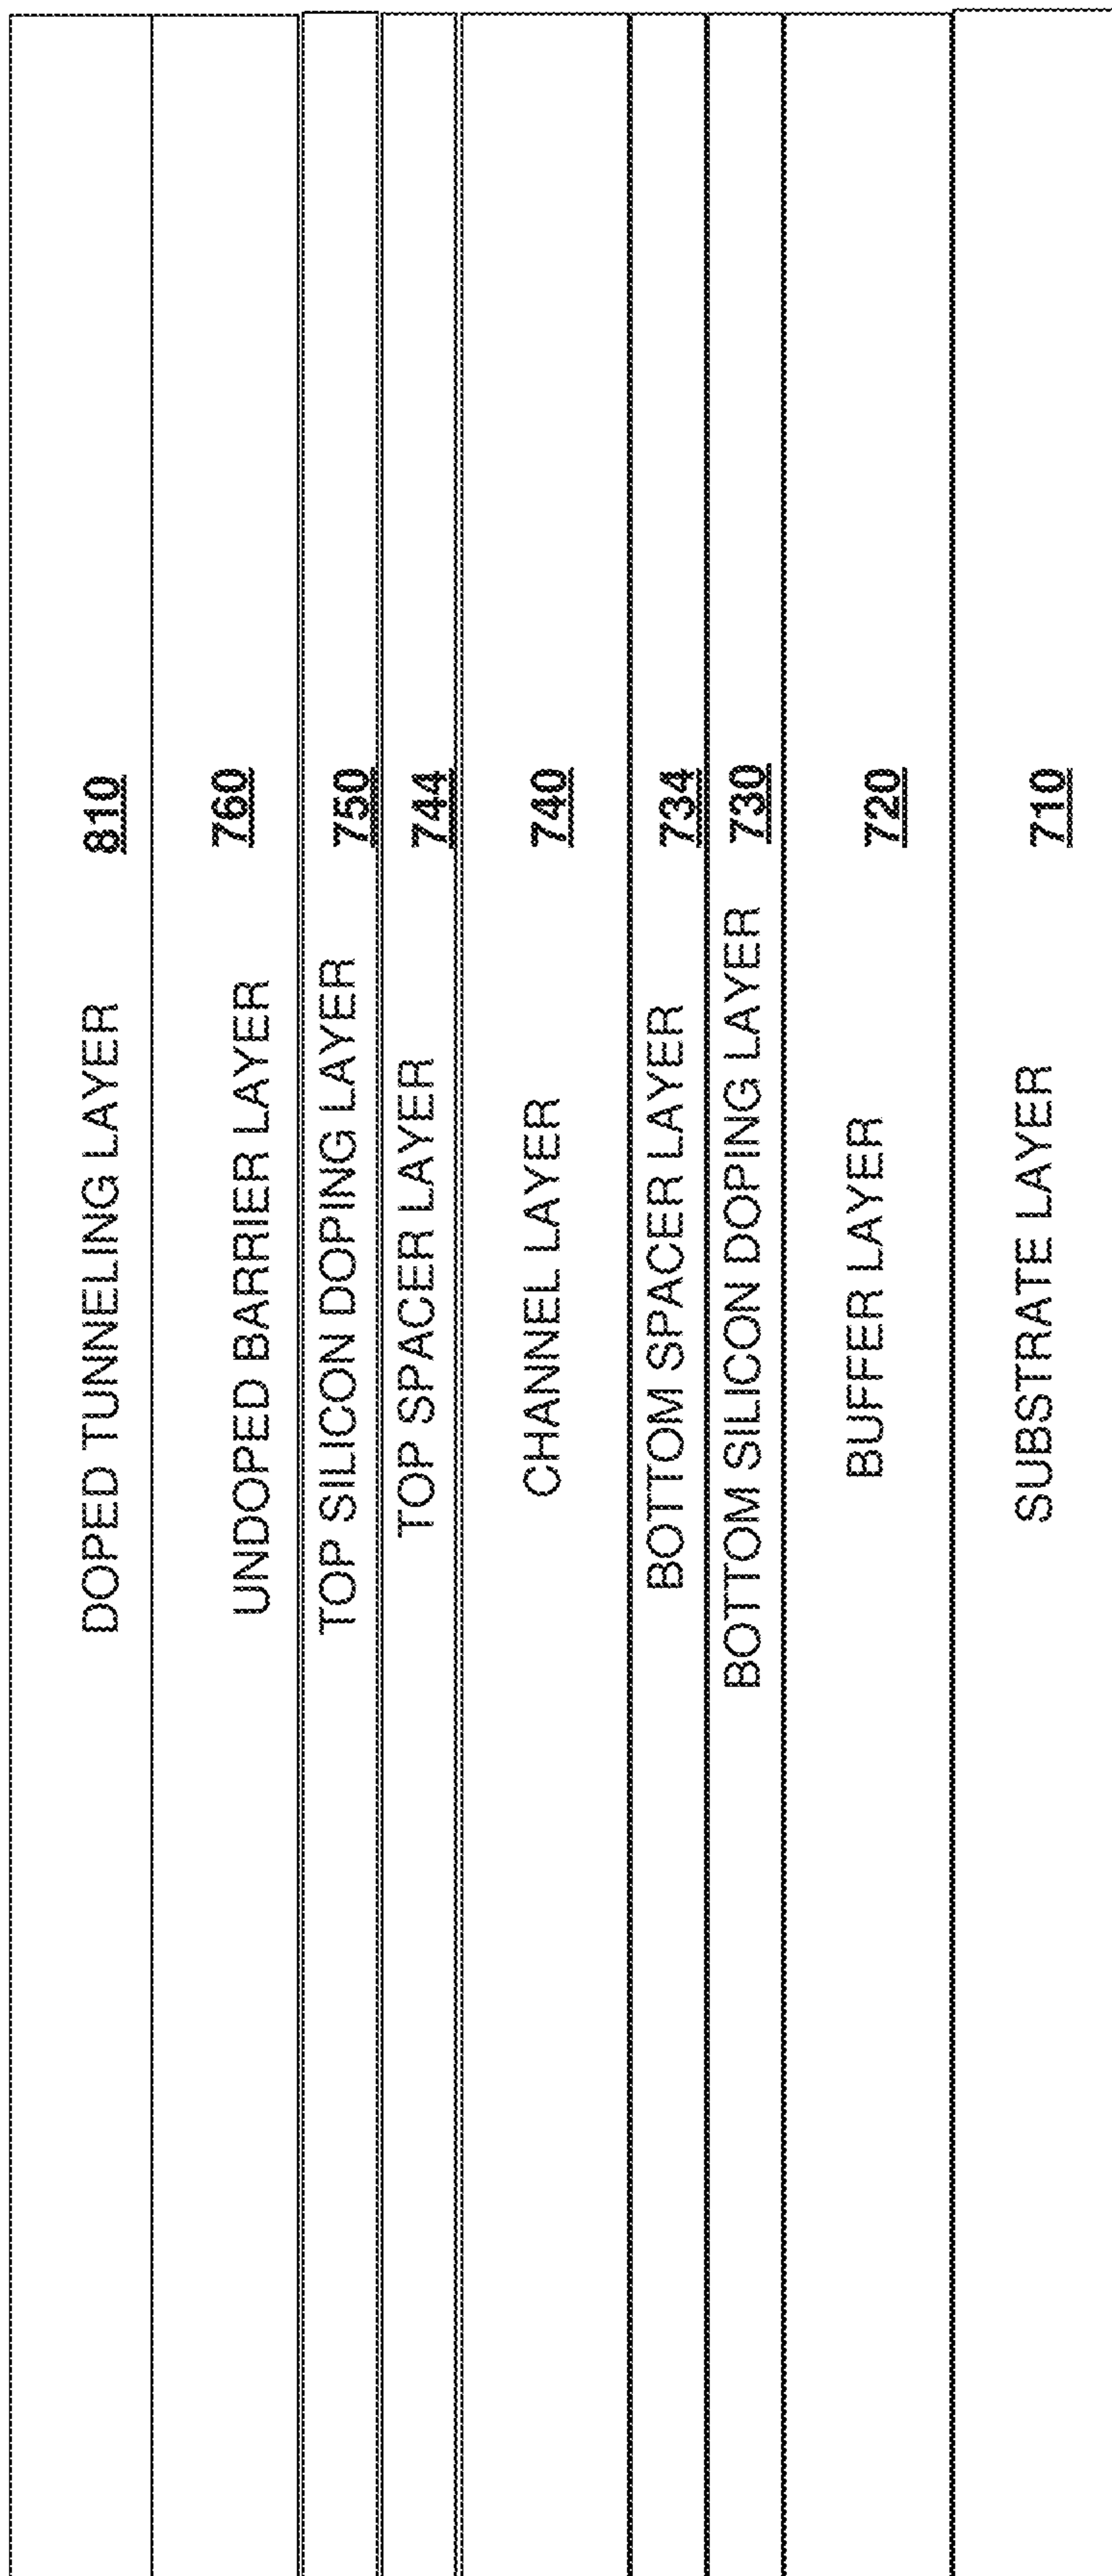 DOPED TUNNELING LAYER 810
UNDOPED BARRIER LAYER 760
TOP SILICON DOPING LAYER 750
TOP SPACER LAYER 744
CHANNEL LAYER 740
BOTTOM SPACER LAYER 734
BOTTOM SILICON DOPING LAYER 730
BUFFER LAYER 720
SUBSTRATE LAYER 710